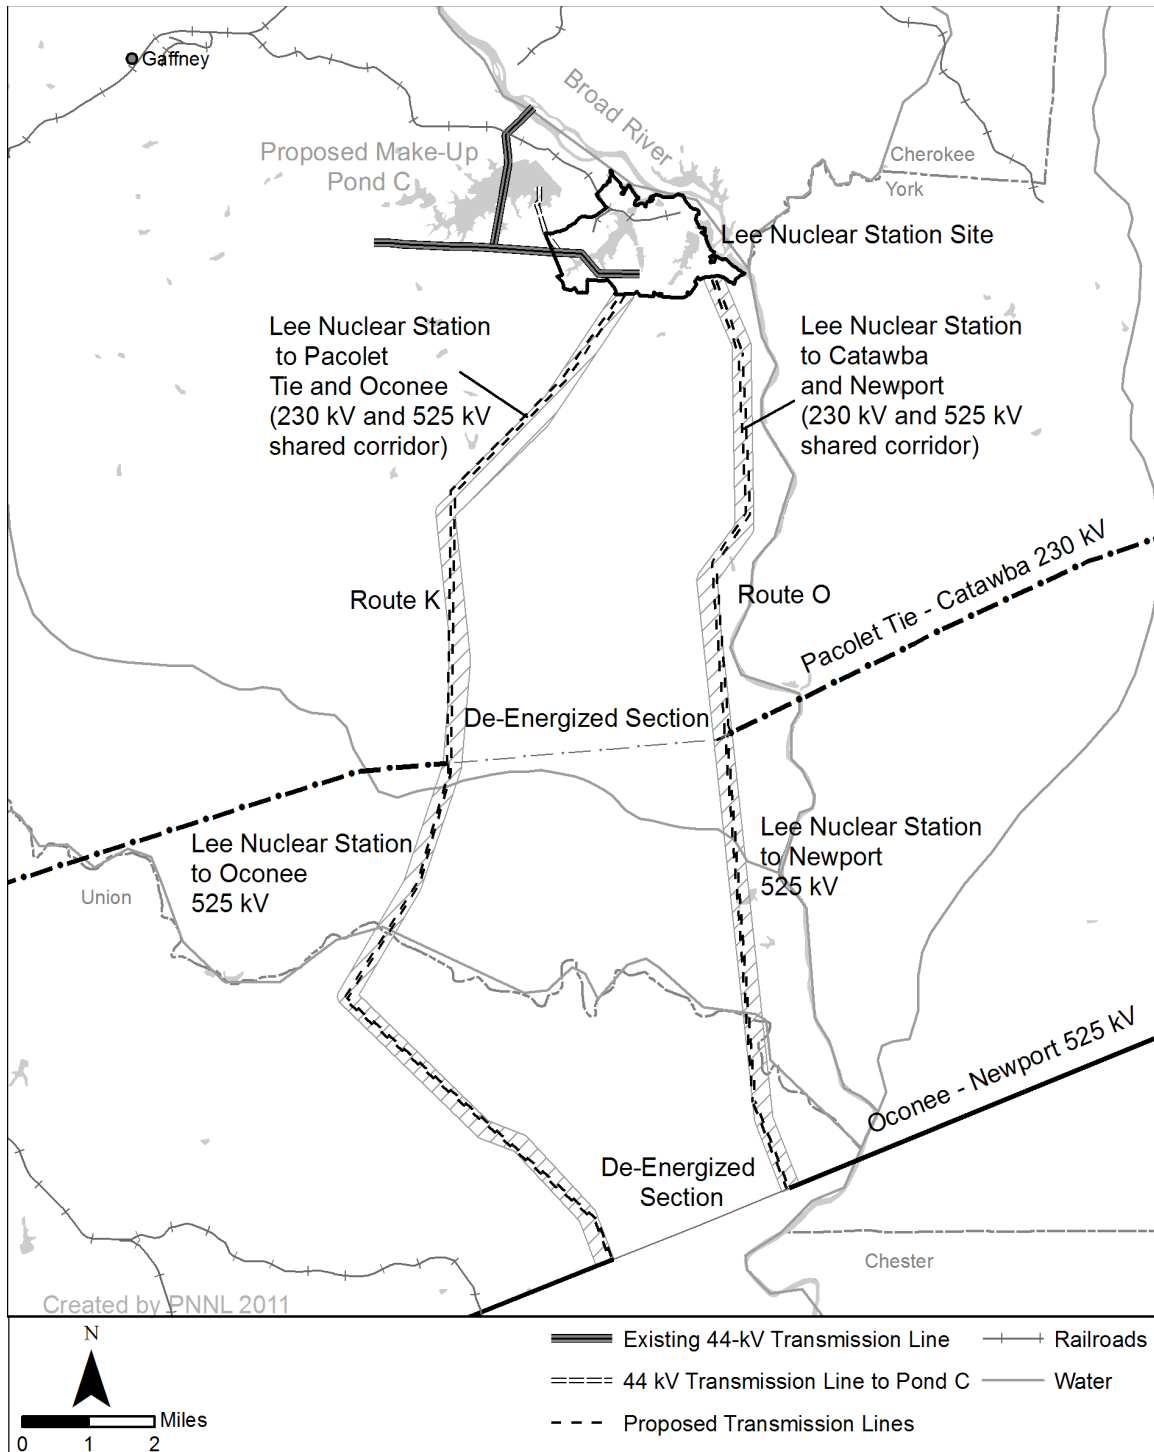 Gaffney
Broad River
Proposed Make-Up
Pond C
Cherokee
York
Lee Nuclear Station Site
Lee Nuclear Station
to Pacolet
Tie and Oconee
(230 kV and 525 kV
shared corridor)
Lee Nuclear Station
to Catawba
and Newport
(230 kV and 525 kV
shared corridor)
Route K
Route O
Pacolet Tie - Catawba 230 kV
De-Energized Section
Lee Nuclear Station
to Oconee
525 kV
Lee Nuclear Station
to Newport
525 kV
Union
Oconee - Newport 525 kV
De-Energized
Section
Chester
Created by PNNL 2011
N
Miles
0 1 2
Existing 44-kV Transmission Line
44 kV Transmission Line to Pond C
Proposed Transmission Lines
Railroads
Water